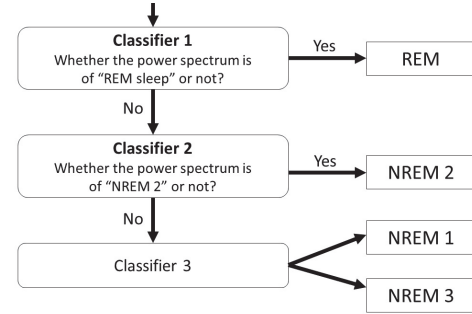 Classifier 1
Whether the power spectrum is
of “REM sleep” or not?
Yes
REM
No
Classifier 2
Whether the power spectrum is
of “NREM 2” or not?
Yes
NREM 2
No
Classifier 3
NREM 1
NREM 3